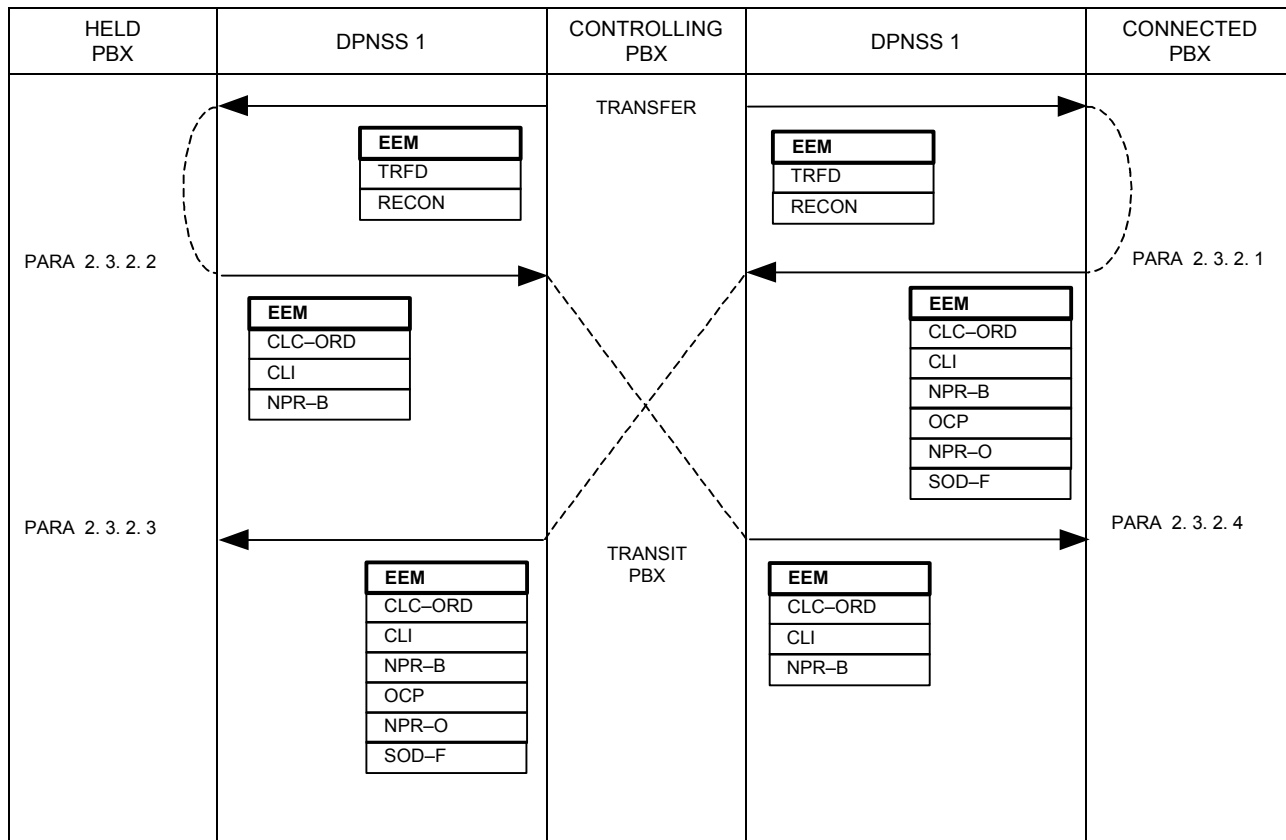 HELD
PBX
DPNSS 1
CONTROLLING
PBX
DPNSS 1
CONNECTED
PBX
TRANSFER
EEM
TRFD
RECON
EEM
TRFD
RECON
PARA 2. 3. 2. 2
PARA 2. 3. 2. 1
EEM
CLC–ORD
CLI
NPR–B
EEM
CLC–ORD
CLI
NPR–B
OCP
NPR–O
SOD–F
PARA 2. 3. 2. 3
PARA 2. 3. 2. 4
TRANSIT
PBX
EEM
CLC–ORD
CLI
NPR–B
OCP
NPR–O
SOD–F
EEM
CLC–ORD
CLI
NPR–B